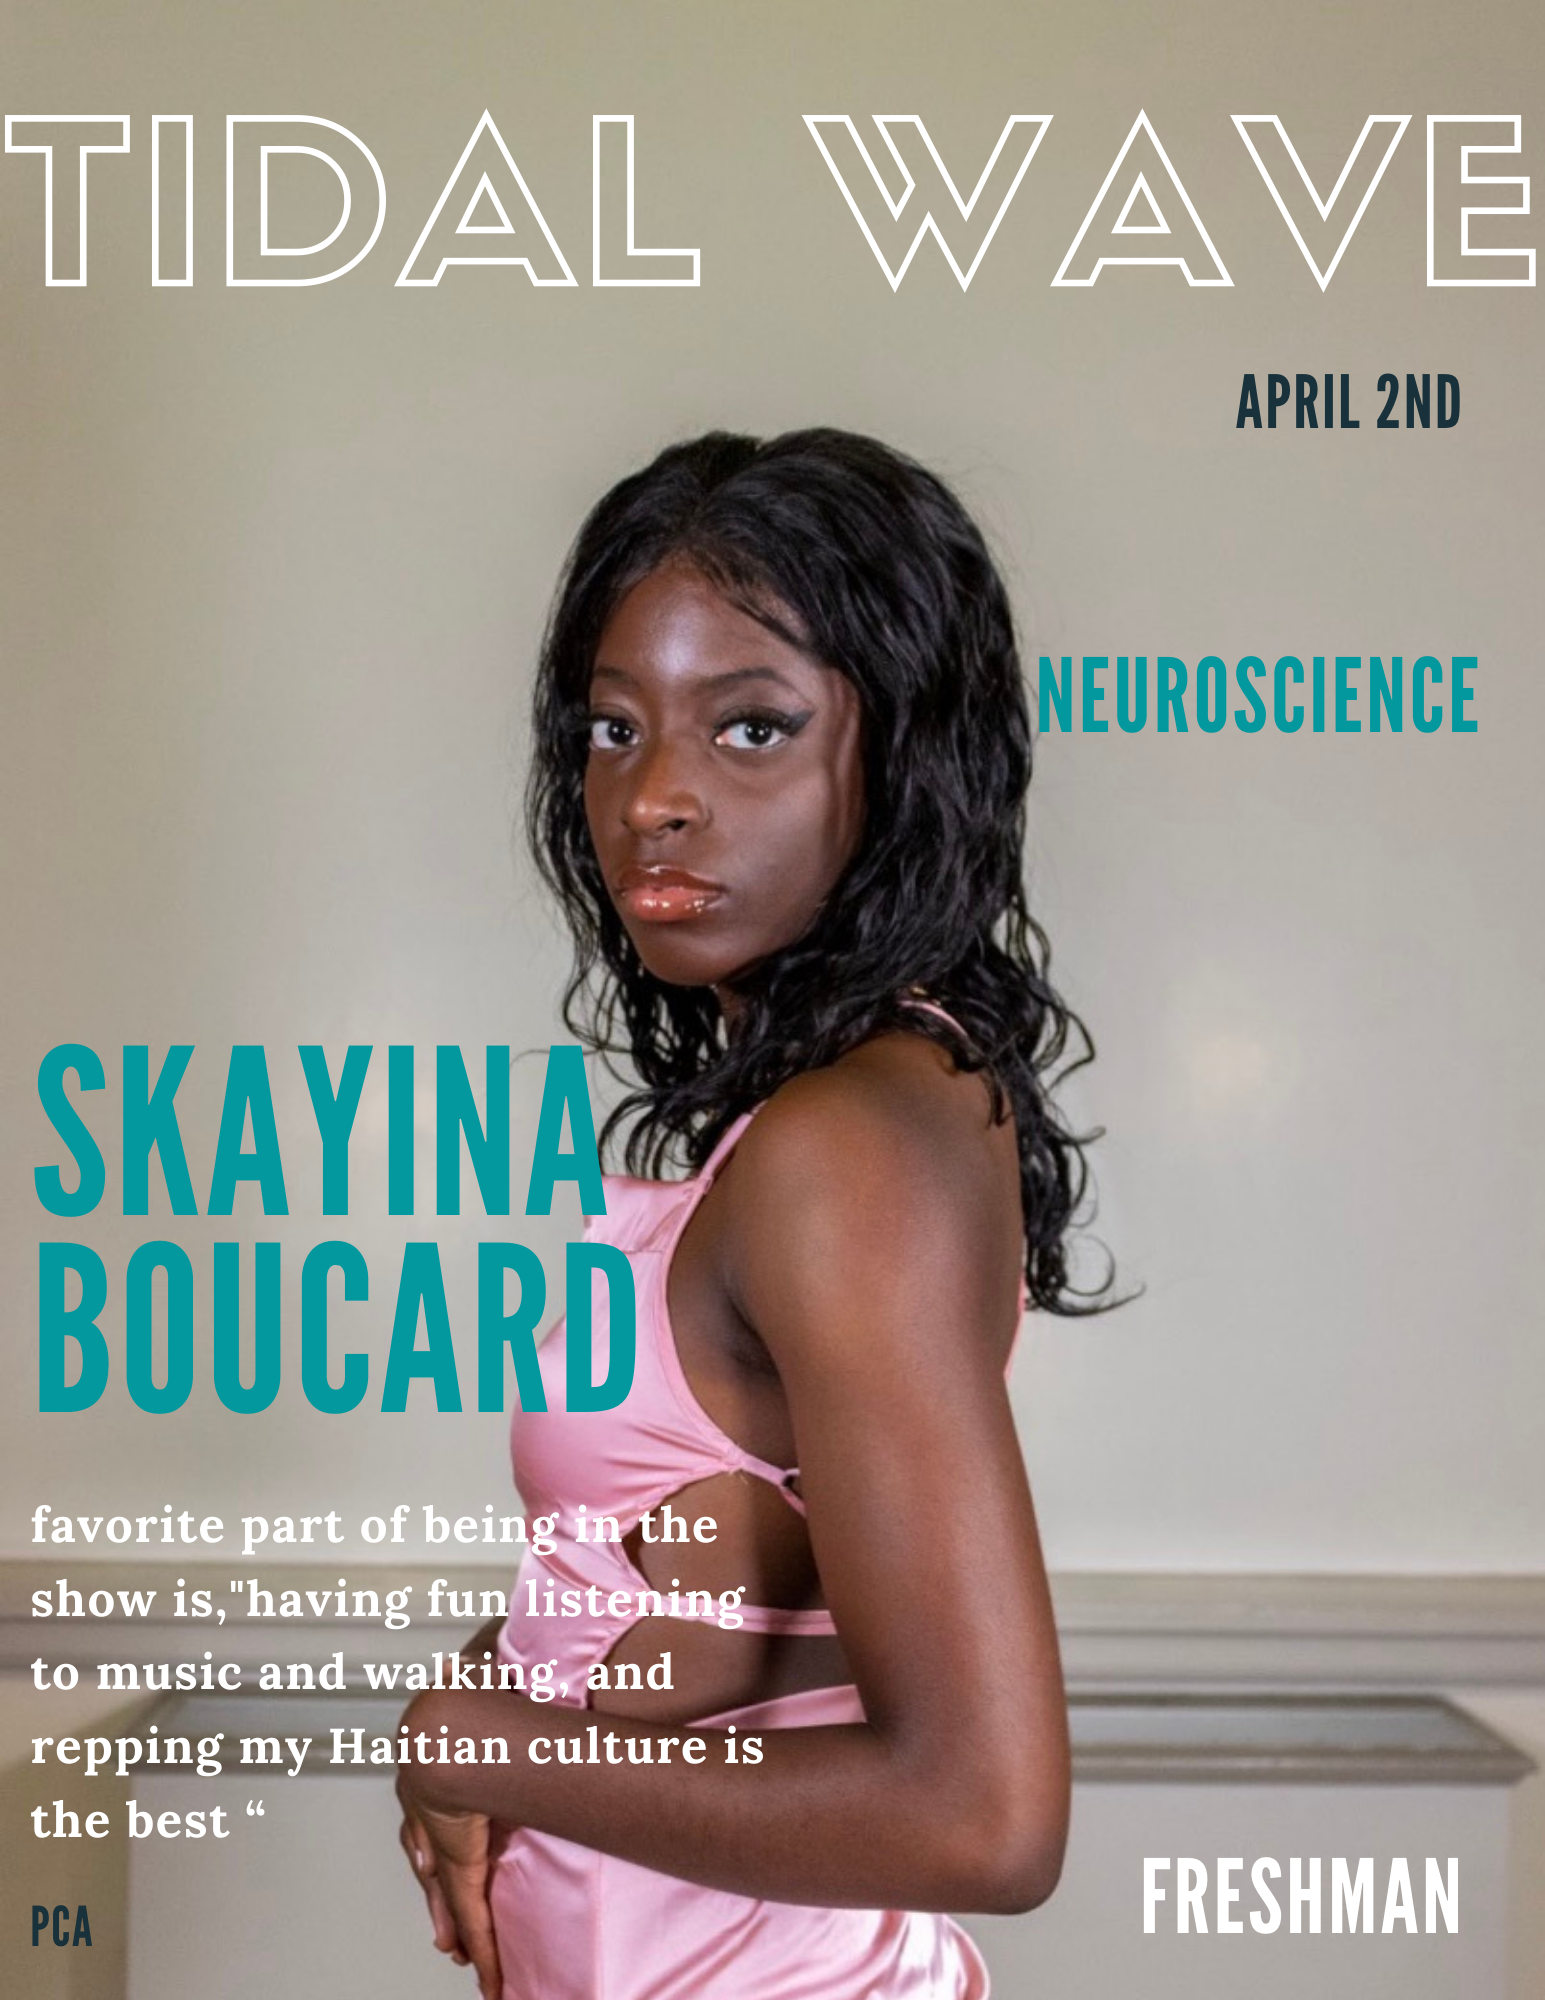 TIDAL WAVE
APRIL 2ND
NEUROSCIENCE
SKAYINA
BOUCARD
favorite part of being in the
show is,"having fun listening
to music and walking, and
repping my Haitian culture is
the best “
FRESHMAN
PCA